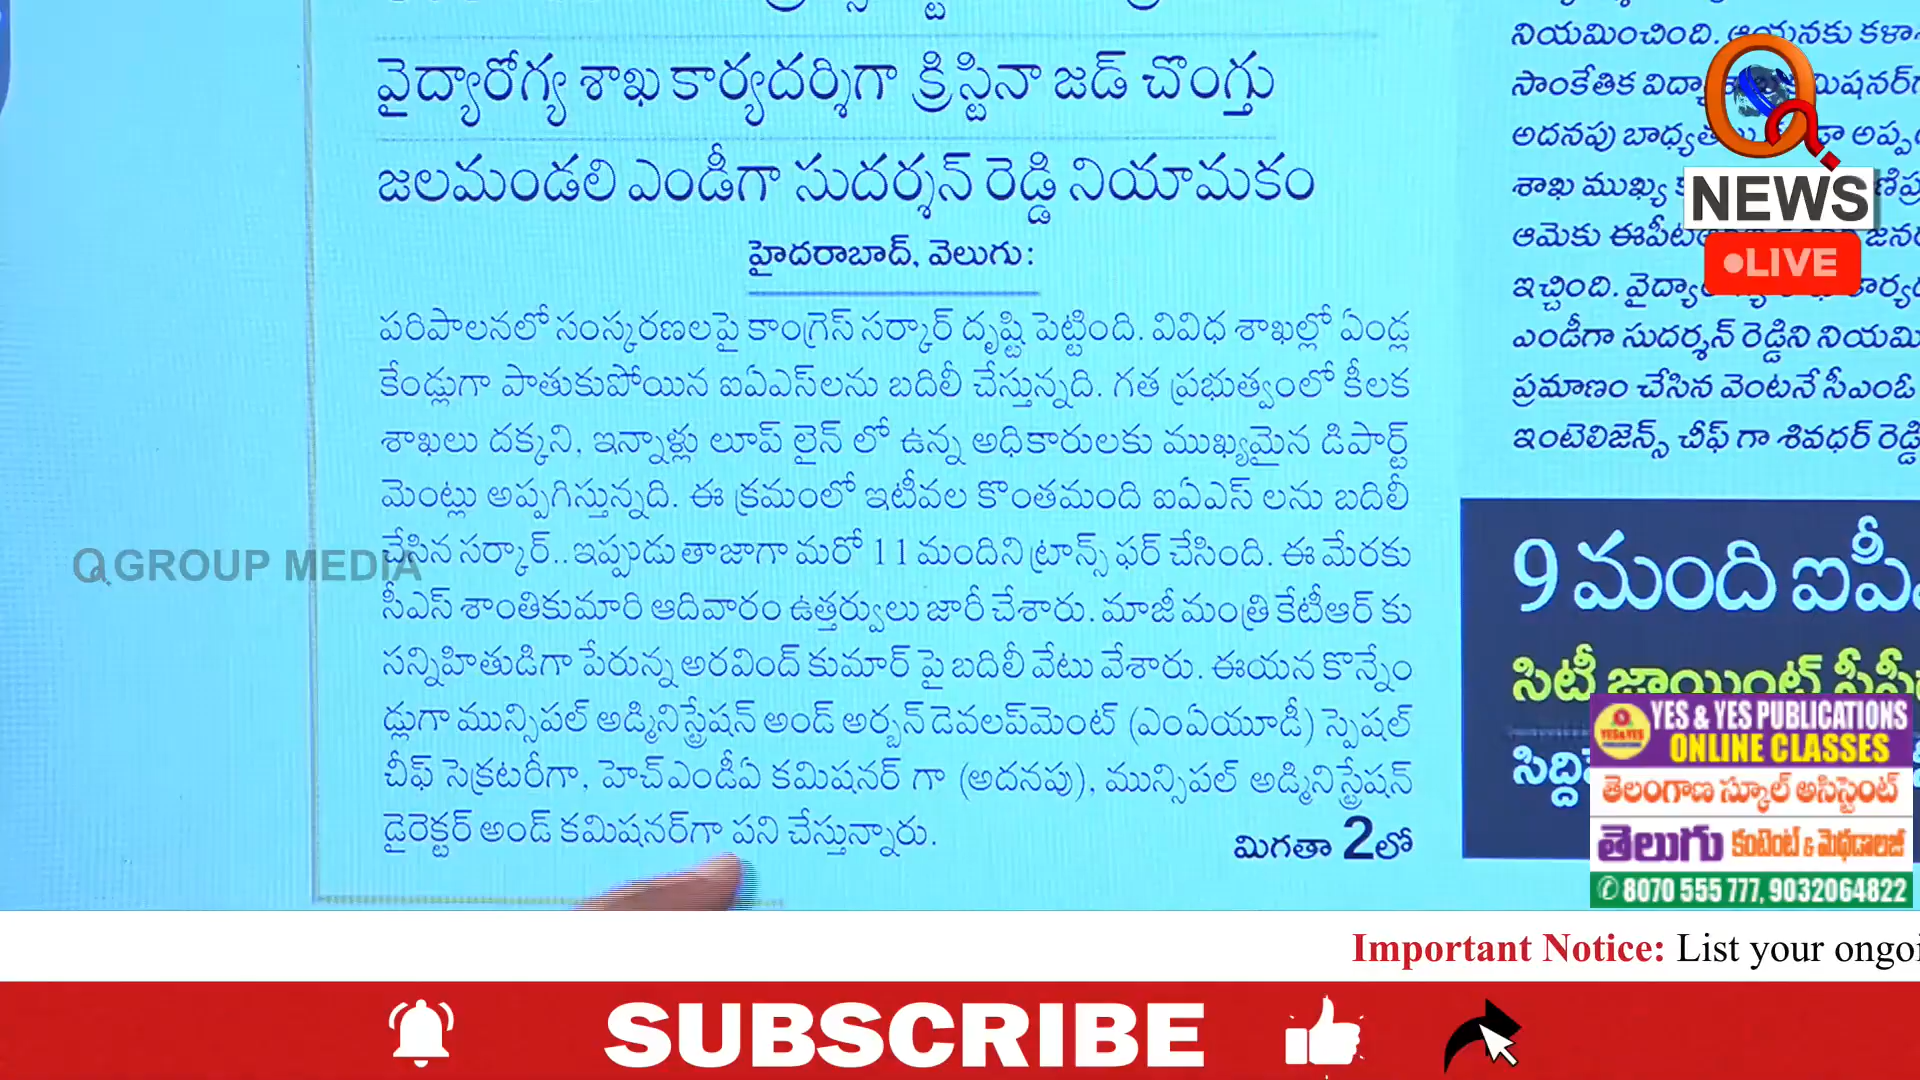 వైద్యారోగ్య శాఖ కార్యదర్శిగా క్రిస్టినా జడ్ చొంగ్తు
జలమండలి ఎండీగా సుదర్శన్ రెడ్డి నియామకం
హైదరాబాద్, వెలుగు:
పరిపాలనలో సంస్కరణలపై కాంగ్రెస్ సర్కార్ దృష్టి పెట్టింది. వివిధ శాఖల్లో ఏండ్ల
కేండ్లుగా పాతుకుపోయిన ఐఏఎస్‌లను బదిలీ చేస్తున్నది. గత ప్రభుత్వంలో కీలక
శాఖలు దక్కని, ఇన్నాళ్లు లూప్ లైన్ లో ఉన్న అధికారులకు ముఖ్యమైన డిపార్ట్
మెంట్లు అప్పగిస్తున్నది. ఈ క్రమంలో ఇటీవల కొంతమంది ఐఏఎస్ లను బదిలీ
చేసిన సర్కార్.. ఇప్పుడు తాజాగా మరో 11 మందిని ట్రాన్స్ ఫర్ చేసింది. ఈ మేరకు
సీఎస్ శాంతికుమారి ఆదివారం ఉత్తర్వులు జారీ చేశారు. మాజీ మంత్రి కేటీఆర్ కు
సన్నిహితుడిగా పేరున్న అరవింద్ కుమార్ పై బదిలీ వేటు వేశారు. ఈయన కొన్నేం
డ్లుగా మున్సిపల్ అడ్మినిస్ట్రేషన్ అండ్ అర్బన్ డెవలప్‌మెంట్ (ఎంఏయూడీ) స్పెషల్
చీఫ్ సెక్రటరీగా, హెచ్ఎండీఏ కమిషనర్ గా (అదనపు), మున్సిపల్ అడ్మినిస్ట్రేషన్
డైరెక్టర్ అండ్ కమిషనర్‌గా పని చేస్తున్నారు.
మిగతా 2లో
నియమించింది. ఆయనకు
సాంకేతిక
అదనపు
శాఖ ముఖ్య
ఆమెకు
ఇచ్చింది.
ఎండీగా సుదర్శన్ రెడ్డిని
ప్రమాణం చేసిన వెంటనే సీఎంఓ
ఇంటెలిజెన్స్ చీఫ్ గా శివధర్ రెడ్డి
9 మంది
సిటీ జాయింట్
NEWS
LIVE
Q GROUP MEDIA
YES & YES PUBLICATIONS
ONLINE CLASSES
తెలంగాణ స్కూల్ అసిస్టెంట్
తెలుగు కంటెంట్ & మెథడాలజీ
8070 555 777, 9032064822
Important Notice: List your
SUBSCRIBE